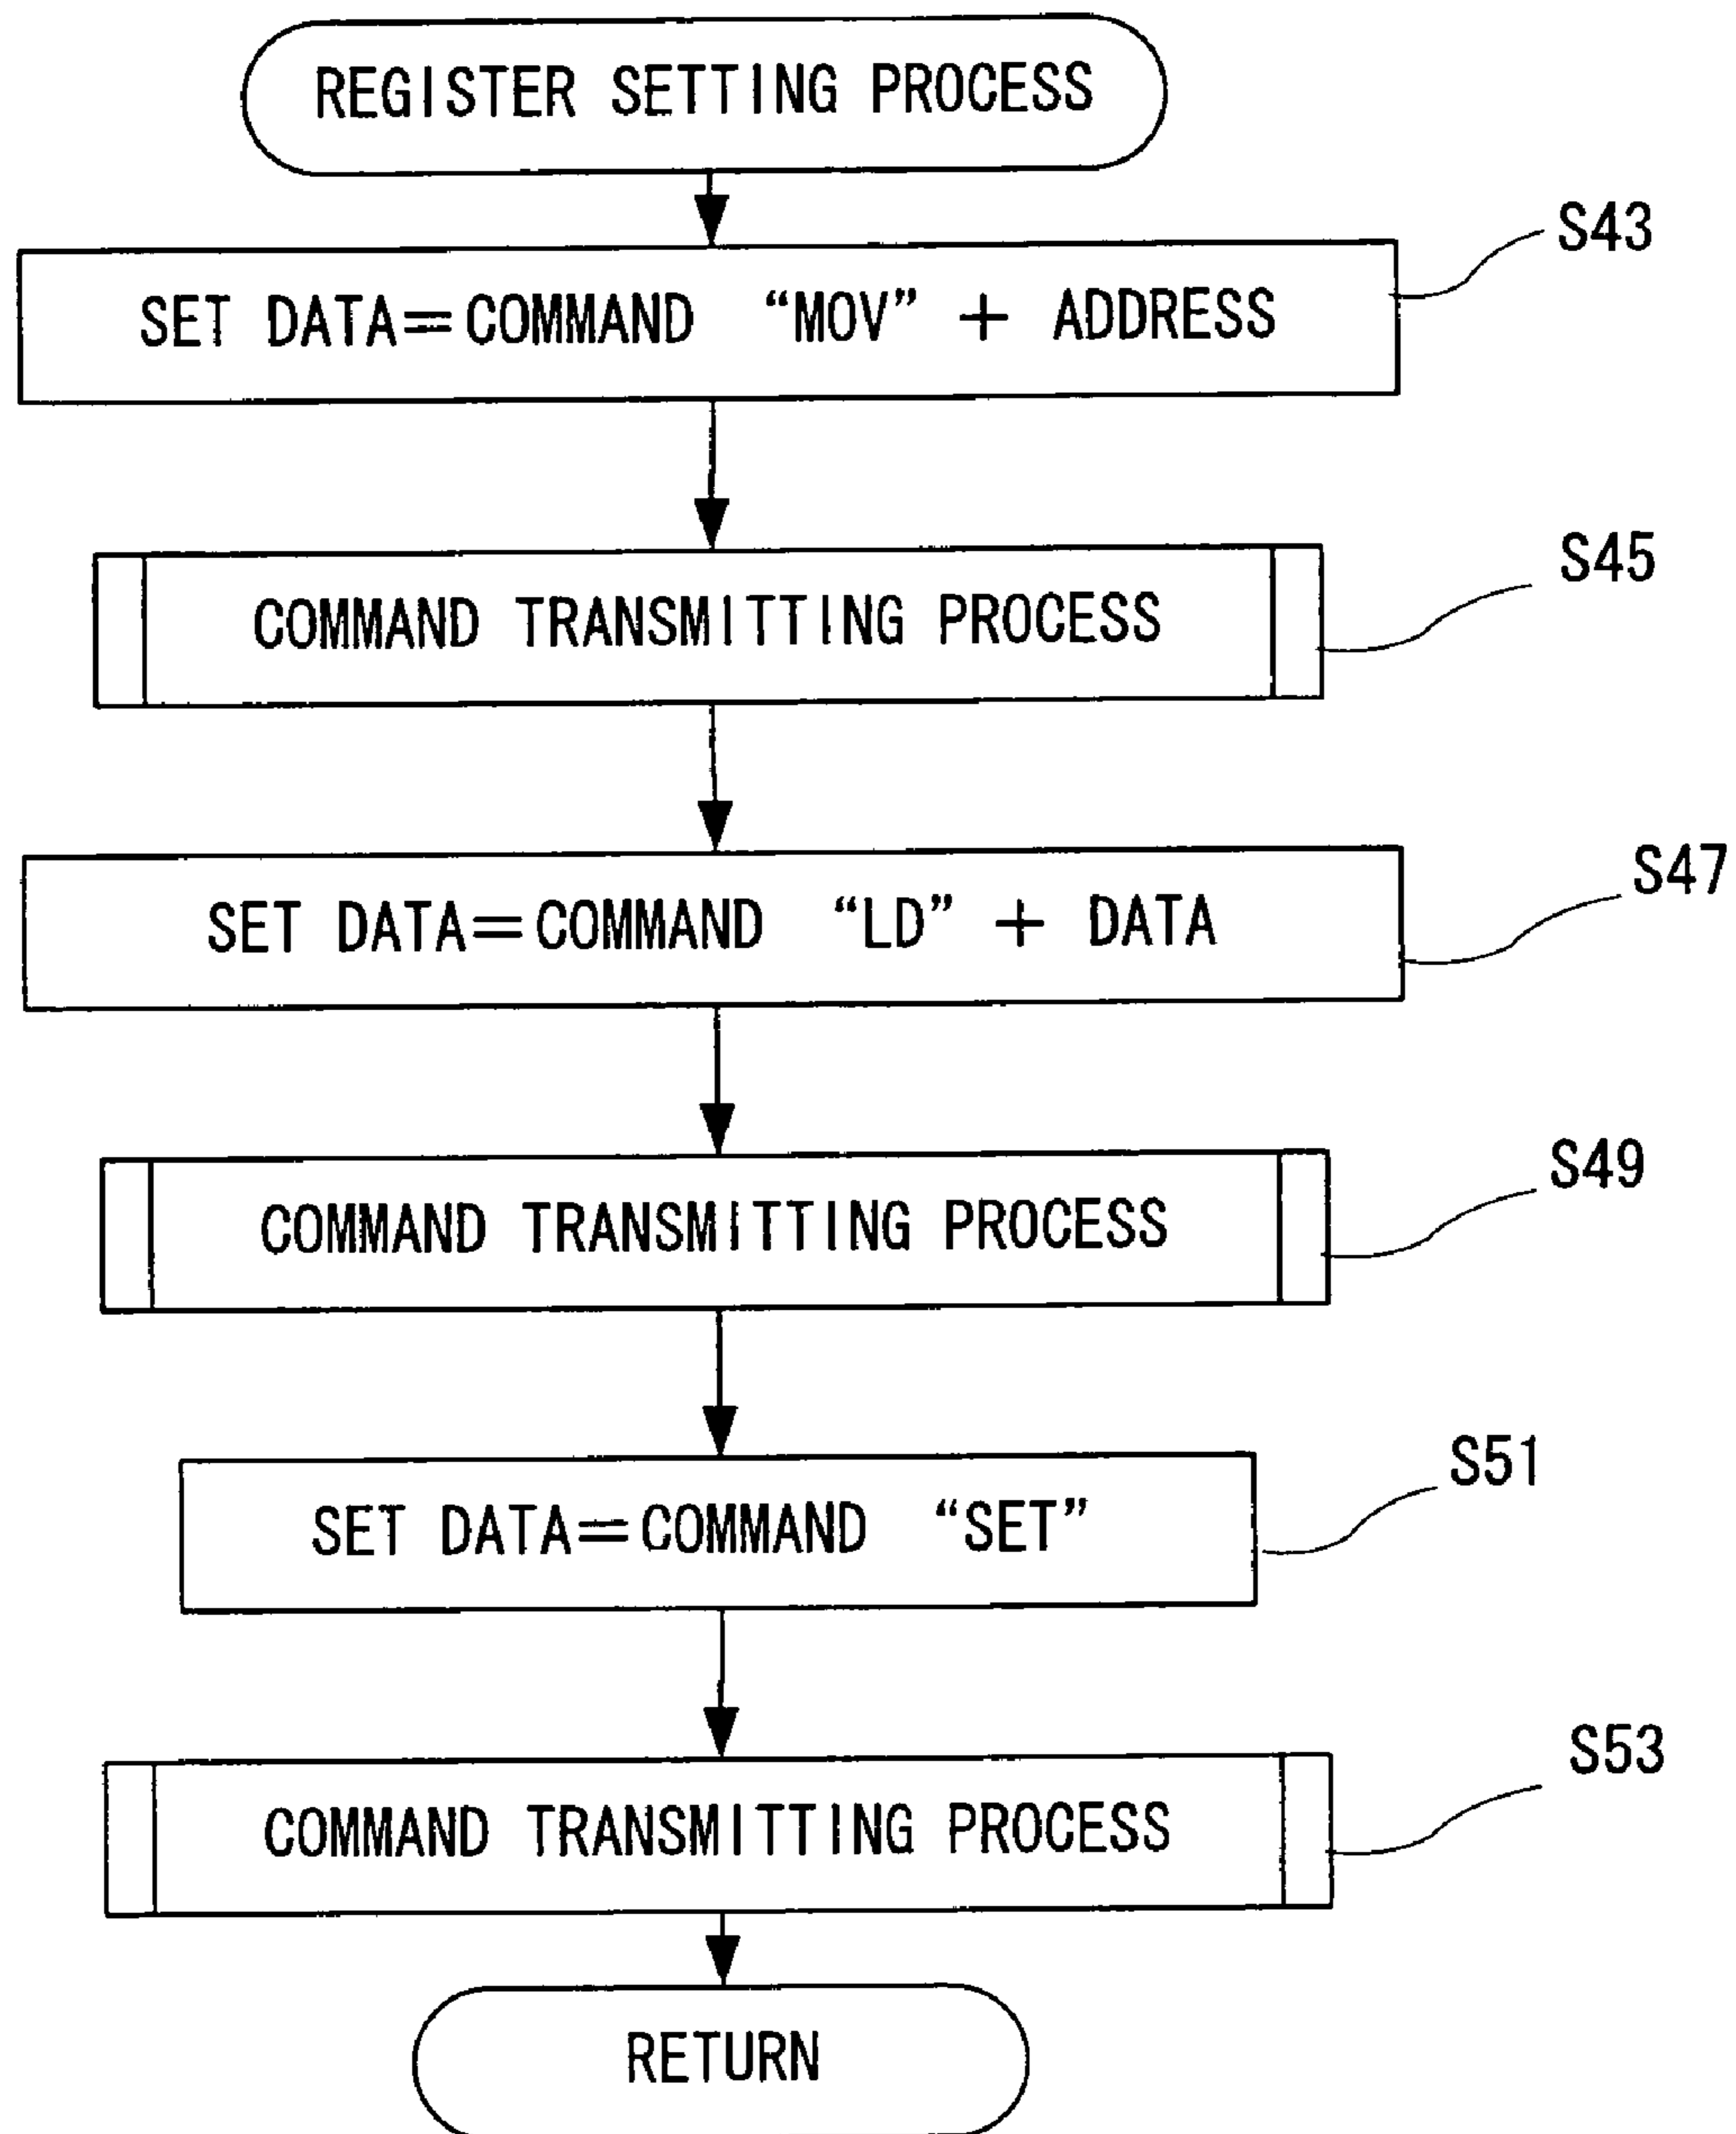 REGISTER SETTING PROCESS
S43
SET DATA=COMMAND “MOV” + ADDRESS
S45
COMMAND TRANSMITTING PROCESS
S47
SET DATA=COMMAND “LD” + DATA
S49
COMMAND TRANSMITTING PROCESS
S51
SET DATA=COMMAND “SET”
S53
COMMAND TRANSMITTING PROCESS
RETURN